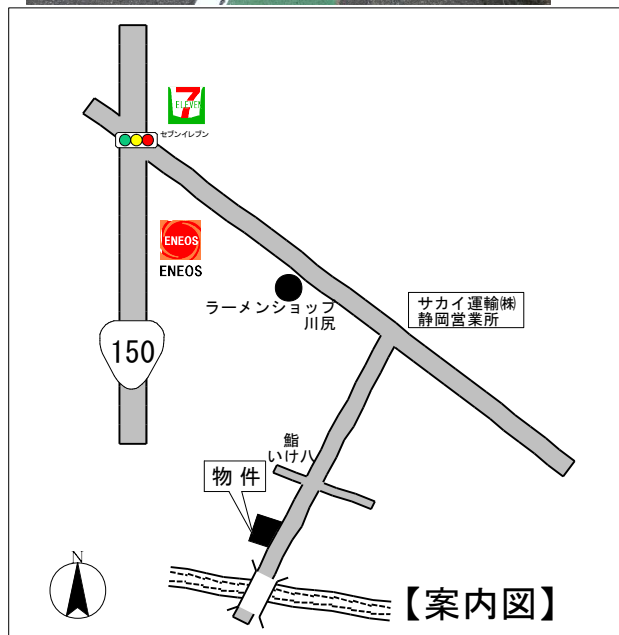 7
ELEVEN
セブンイレブン
ENEOS
ENEOS
ラーメンショップ
川尻
サカイ運輸㈱
静岡営業所
150
鮨
いけ八
物件
N
【案内図】